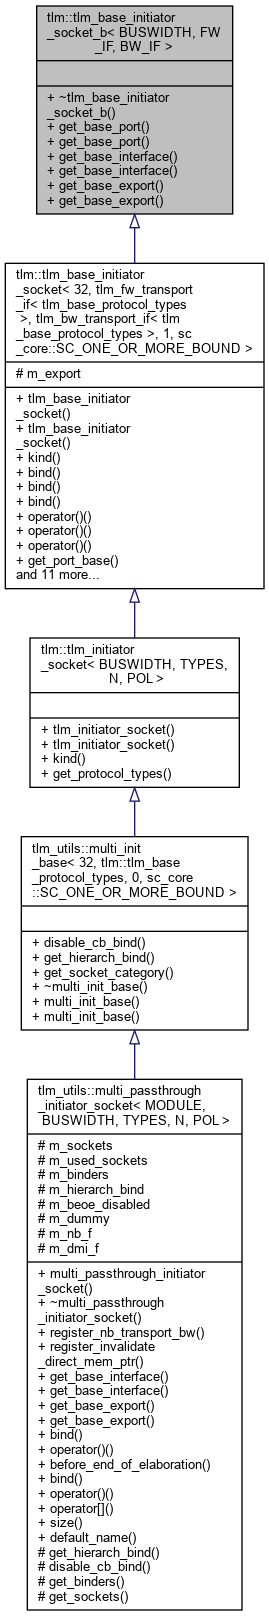 tlm::tlm_base_initiator
_socket_b< BUSWIDTH, FW
_IF, BW_IF >
+ ~tlm_base_initiator
_socket_b()
+ get_base_port()
+ get_base_port()
+ get_base_interface()
+ get_base_interface()
+ get_base_export()
+ get_base_export()
tlm::tlm_base_initiator
_socket< 32, tlm_fw_transport
_if< tlm_base_protocol_types
>, tlm_bw_transport_if< tlm
_base_protocol_types >, 1, sc
_core::SC_ONE_OR_MORE_BOUND >
# m_export
+ tlm_base_initiator
_socket()
+ tlm_base_initiator
_socket()
+ kind()
+ bind()
+ bind()
+ bind()
+ operator()()
+ operator()()
+ operator()()
+ get_port_base()
and 11 more...
tlm::tlm_initiator
_socket< BUSWIDTH, TYPES,
N, POL >
+ tlm_initiator_socket()
+ tlm_initiator_socket()
+ kind()
+ get_protocol_types()
tlm_utils::multi_init
_base< 32, tlm::tlm_base
_protocol_types, 0, sc_core
::SC_ONE_OR_MORE_BOUND >
+ disable_cb_bind()
+ get_hierarch_bind()
+ get_socket_category()
+ ~multi_init_base()
+ multi_init_base()
+ multi_init_base()
tlm_utils::multi_passthrough
_initiator_socket< MODULE,
BUSWIDTH, TYPES, N, POL >
# m_sockets
# m_used_sockets
# m_binders
# m_hierarch_bind
# m_beoe_disabled
# m_dummy
# m_nb_f
# m_dmi_f
+ multi_passthrough_initiator
_socket()
+ ~multi_passthrough
_initiator_socket()
+ register_nb_transport_bw()
+ register_invalidate
_direct_mem_ptr()
+ get_base_interface()
+ get_base_interface()
+ get_base_export()
+ get_base_export()
+ bind()
+ operator()()
+ before_end_of_elaboration()
+ bind()
+ operator()()
+ operator[]()
+ size()
+ default_name()
# get_hierarch_bind()
# disable_cb_bind()
# get_binders()
# get_sockets()